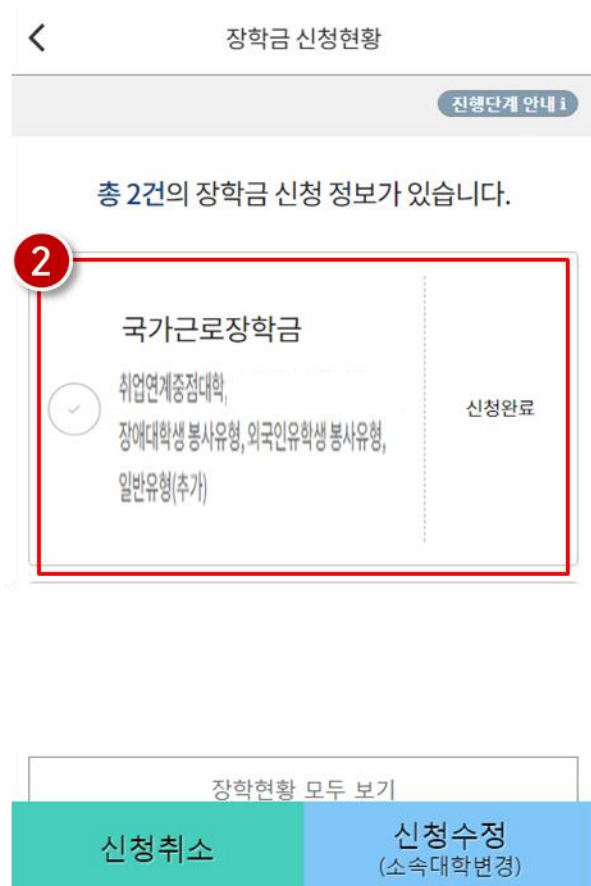 장학금 신청현황
진행단계 안내 i
총 2건의 장학금 신청 정보가 있습니다.
2
국가근로장학금
취업연계중점대학,
장애대학생 봉사유형, 외국인유학생 봉사유형,
일반유형(추가)
신청완료
장학현황 모두 보기
신청취소
신청수정
(소속대학변경)